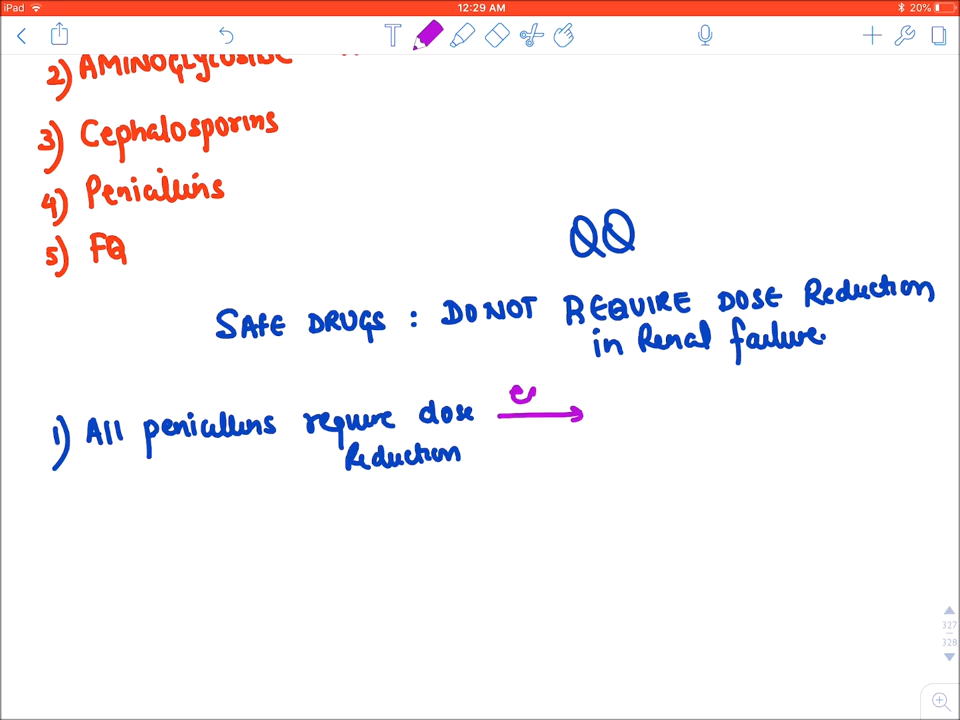 iPad 12:29 AM 20%
T
2) AMINOGLYCOSIDE
3) Cephalosporins
4) Penicillins
5) FQ
QQ
SAFE DRUGS : DO NOT REQUIRE DOSE Reduction
in Renal failure.
1) All penicillins require dose
Reduction
327
328